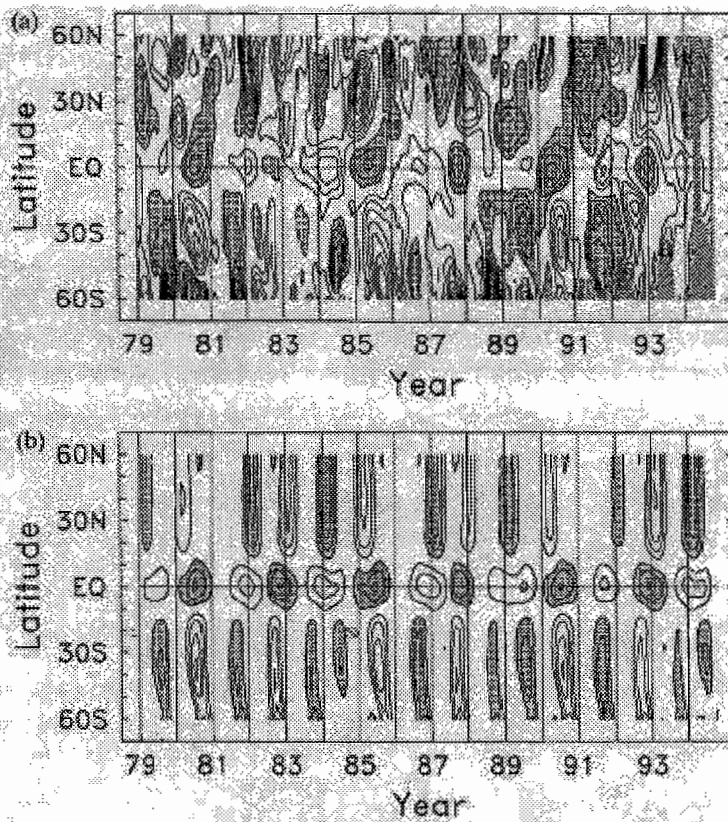 (a)
60N
30N
EQ
30S
60S
Latitude
79 81 83 85 87 89 91 93
Year
(b)
60N
30N
EQ
30S
60S
Latitude
79 81 83 85 87 89 91 93
Year